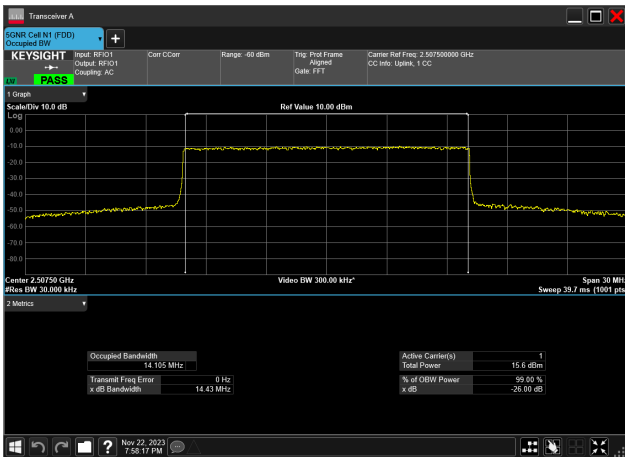 Transceiver A
5GNR Cell N1 (FDD)
Occupied BW
KEYSIGHT
LXI
PASS
Input: RFIO1
Output: RFIO1
Coupling: AC
Corr CCorr
Range: -60 dBm
Trig: Prot Frame
Aligned
Gate: FFT
Carrier Ref Freq: 2.507500000 GHz
CC Info: Uplink, 1 CC
1 Graph
Scale/Div 10.0 dB
Ref Value 10.00 dBm
Log
0.00
-10.0
-20.0
-30.0
-40.0
-50.0
-60.0
-70.0
-80.0
Center 2.50750 GHz
Video BW 300.00 kHz*
Span 30 MHz
#Res BW 30.000 kHz
Sweep 39.7 ms (1001 pts)
2 Metrics
Occupied Bandwidth
14.105 MHz
Transmit Freq Error 0 Hz
x dB Bandwidth 14.43 MHz
Active Carrier(s) 1
Total Power 15.6 dBm
% of OBW Power 99.00 %
x dB -26.00 dB
Nov 22, 2023
7:58:17 PM